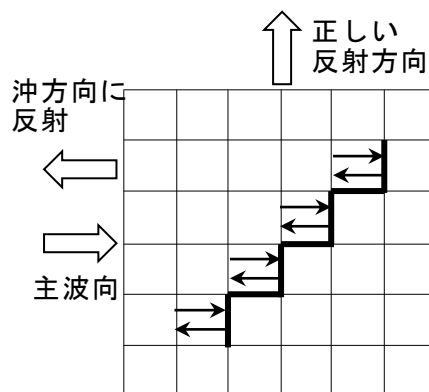 正しい
反射方向
沖方向に
反射
主波向